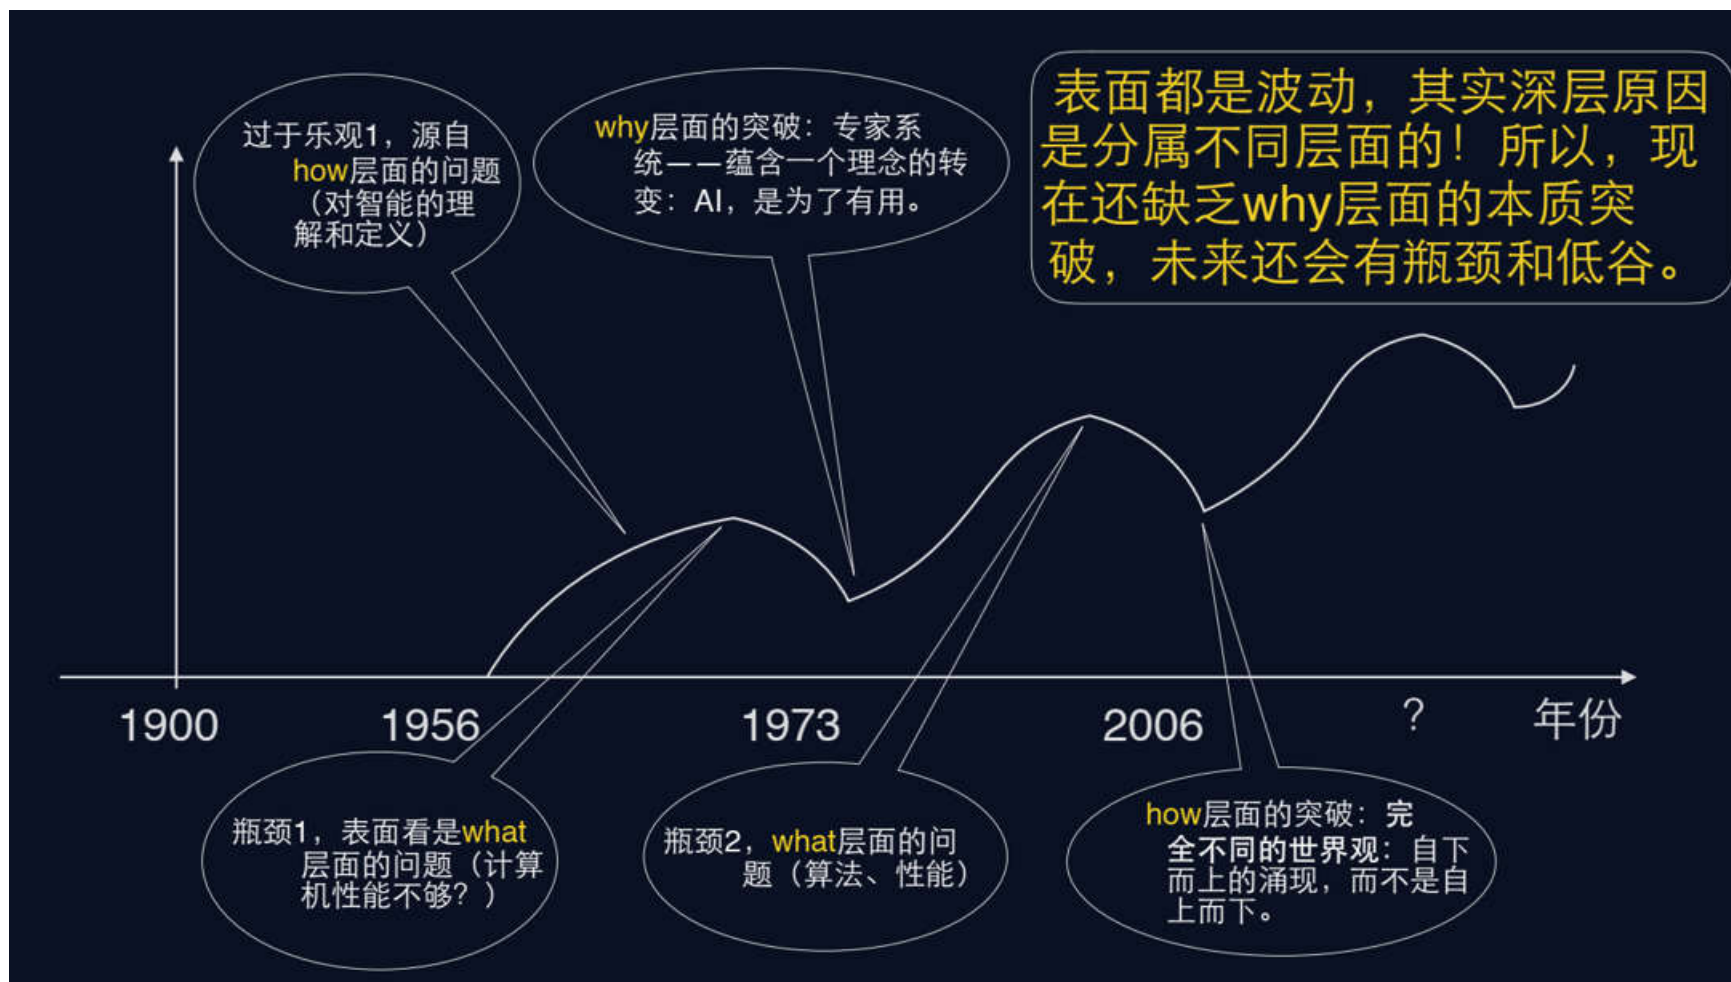 过于乐观1，源自
how层面的问题
（对智能的理
解和定义）
why层面的突破：专家系
统——蕴含一个理念的转
变：AI，是为了有用。
表面都是波动，其实深层原因
是分属不同层面的！所以，现
在还缺乏why层面的本质突
破，未来还会有瓶颈和低谷。
1900
1956
1973
2006
？
年份
瓶颈1，表面看是what
层面的问题（计算
机性能不够？）
瓶颈2，what层面的问
题（算法、性能）
how层面的突破：完
全不同的世界观：自下
而上的涌现，而不是自
上而下。